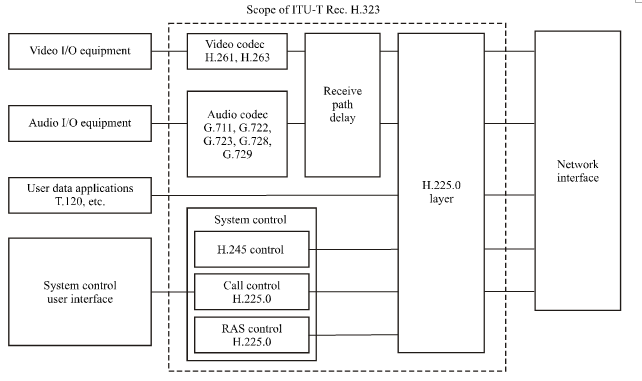 Scope of ITU-T Rec. H.323
Video I/O equipment
Video codec
H.261, H.263
Audio I/O equipment
Audio codec
G.711, G.722,
G.723, G.728,
G.729
Receive
path
delay
User data applications
T.120, etc.
System control
user interface
System control
H.245 control
Call control
H.225.0
RAS control
H.225.0
H.225.0
layer
Network
interface